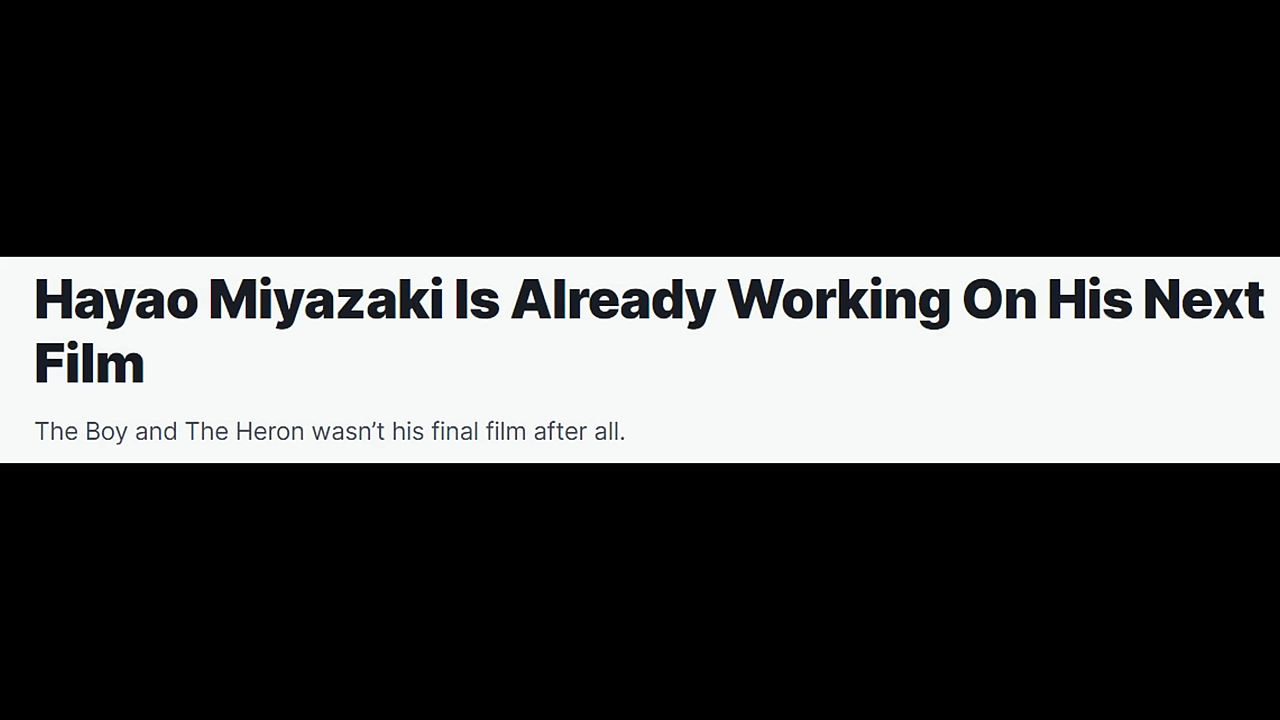 Hayao Miyazaki Is Already Working On His Next
Film
The Boy and The Heron wasn’t his final film after all.